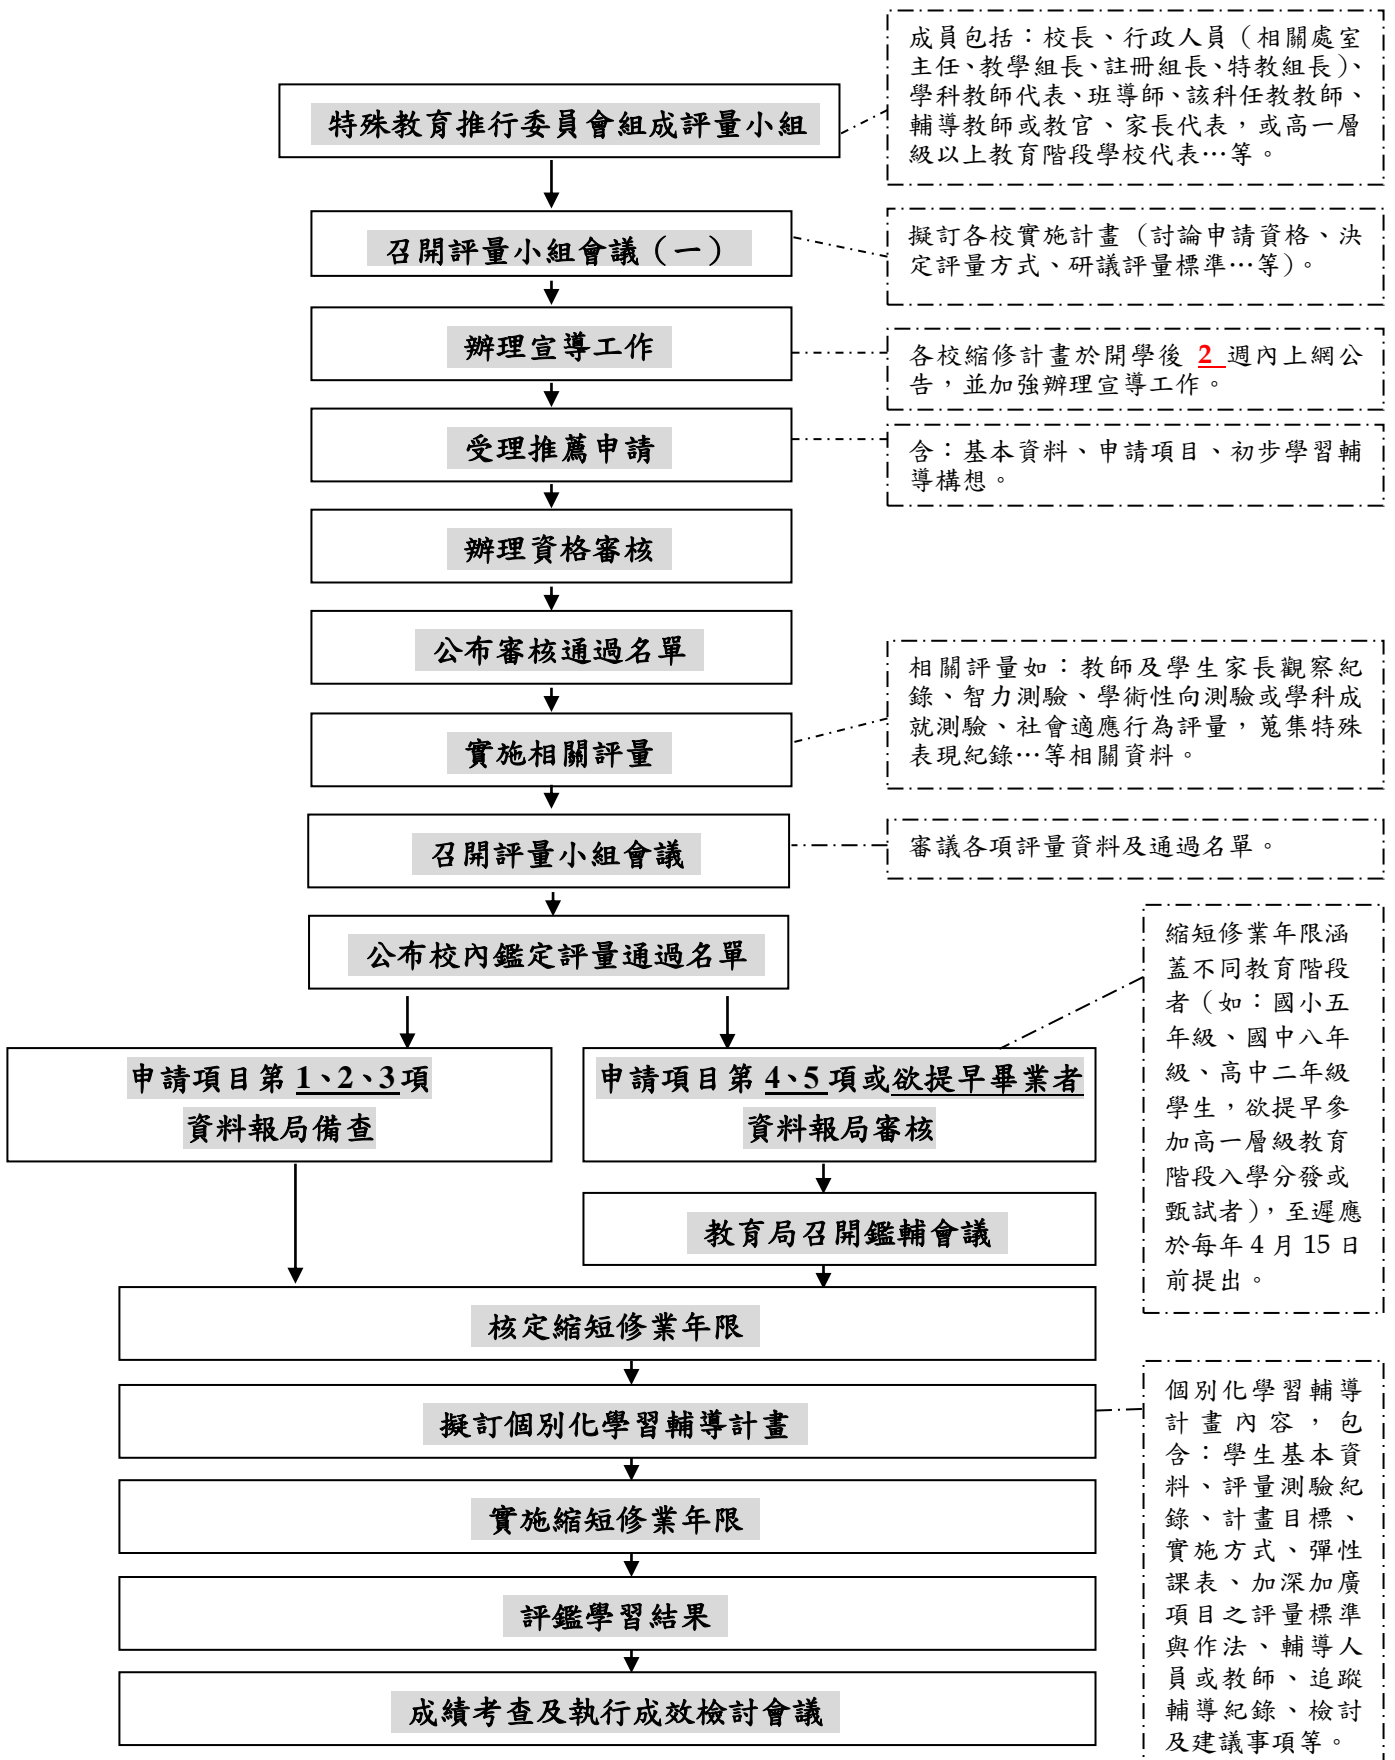 特殊教育推行委員會組成評量小組
成員包括：校長、行政人員（相關處室
主任、教學組長、註冊組長、特教組長）、
學科教師代表、班導師、該科任教教師、
輔導教師或教官、家長代表，或高一層
級以上教育階段學校代表…等。
召開評量小組會議（一）
擬訂各校實施計畫（討論申請資格、決
定評量方式、研議評量標準…等）。
辦理宣導工作
各校縮修計畫於開學後 2 週內上網公
告，並加強辦理宣導工作。
受理推薦申請
含：基本資料、申請項目、初步學習輔
導構想。
辦理資格審核
公布審核通過名單
實施相關評量
相關評量如：教師及學生家長觀察紀
錄、智力測驗、學術性向測驗或學科成
就測驗、社會適應行為評量，蒐集特殊
表現紀錄…等相關資料。
召開評量小組會議
審議各項評量資料及通過名單。
公布校內鑑定評量通過名單
申請項目第 1、2、3 項
資料報局備查
申請項目第 4、5 項或欲提早畢業者
資料報局審核
縮短修業年限涵
蓋不同教育階段
者（如：國小五
年級、國中八年
級、高中二年級
學生，欲提早參
加高一層級教育
階段入學分發或
甄試者），至遲應
於每年 4 月 15 日
前提出。
教育局召開鑑輔會議
核定縮短修業年限
擬訂個別化學習輔導計畫
個別化學習輔導
計畫內容，包
含：學生基本資
料、評量測驗紀
錄、計畫目標、
實施方式、彈性
課表、加深加廣
項目之評量標準
與作法、輔導人
員或教師、追蹤
輔導紀錄、檢討
及建議事項等。
實施縮短修業年限
評鑑學習結果
成績考查及執行成效檢討會議